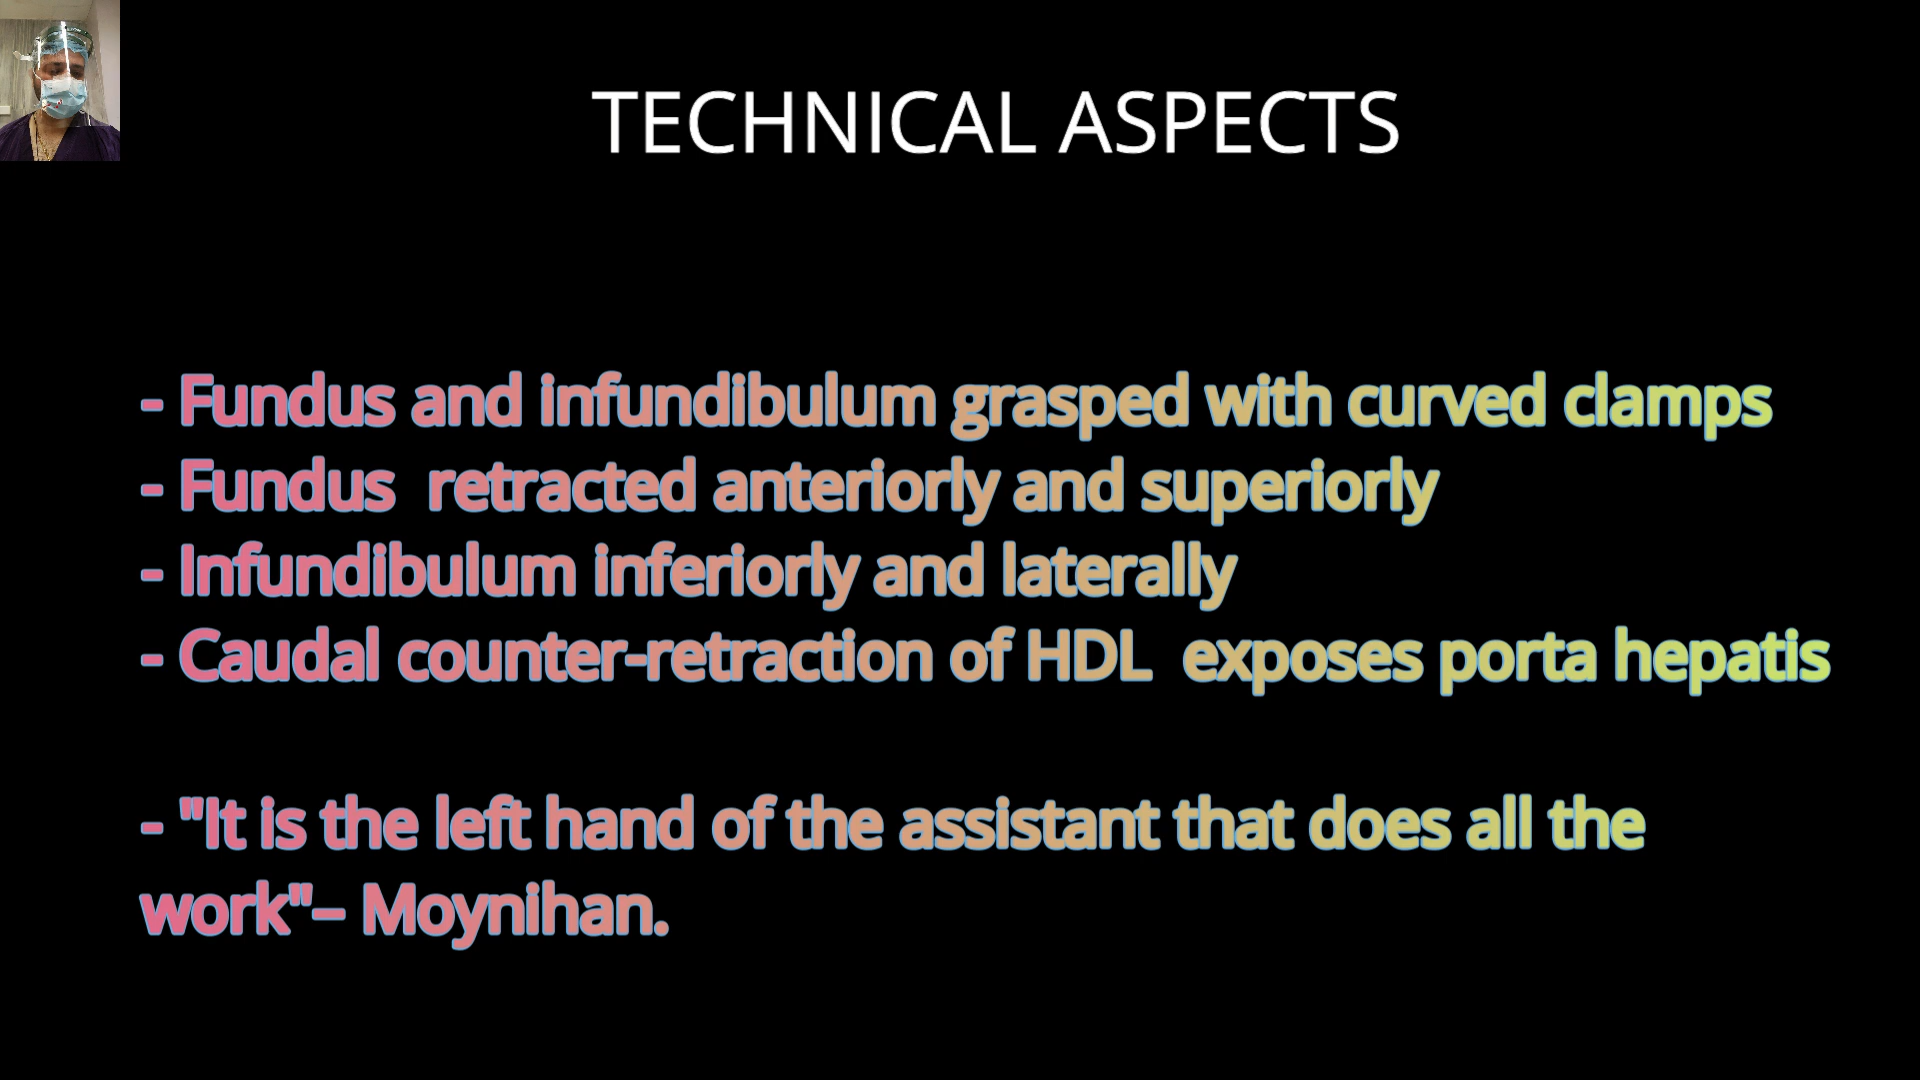 TECHNICAL ASPECTS
- Fundus and infundibulum grasped with curved clamps
- Fundus  retracted anteriorly and superiorly
- Infundibulum inferiorly and laterally
- Caudal counter-retraction of HDL  exposes porta hepatis
- "It is the left hand of the assistant that does all the
work"– Moynihan.